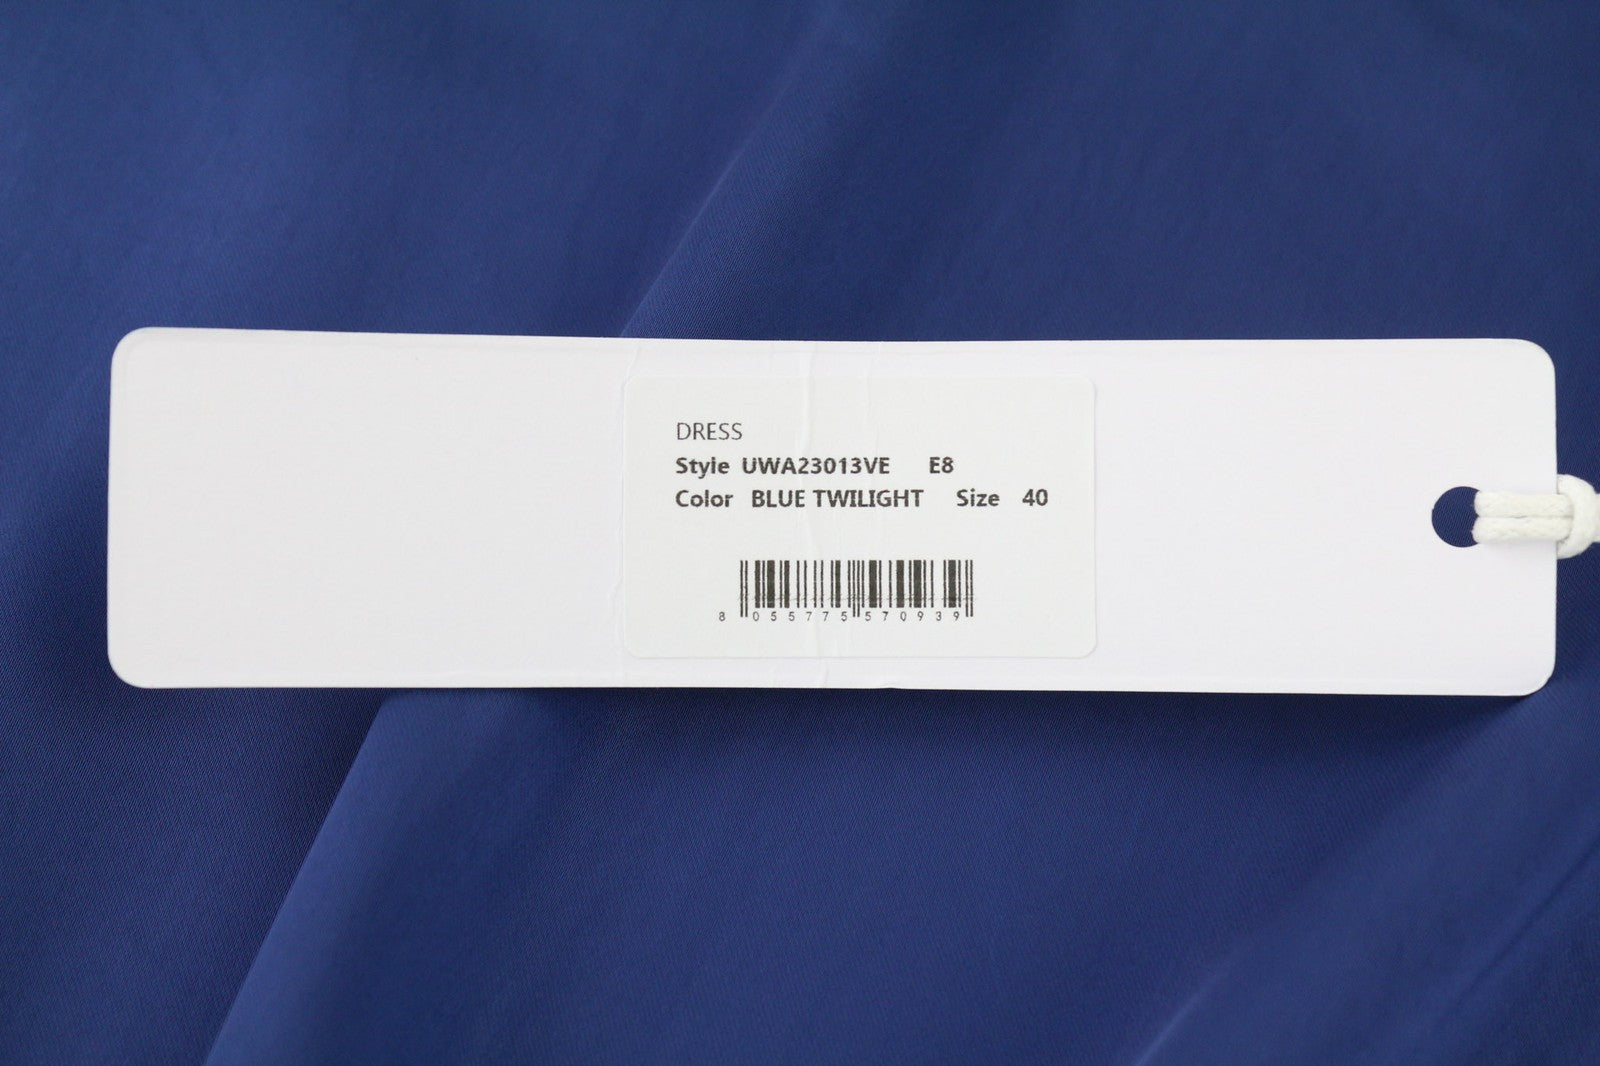 DRESS
Style UWA23013VE E8
Color BLUE TWILIGHT Size 40
8 055775 570939